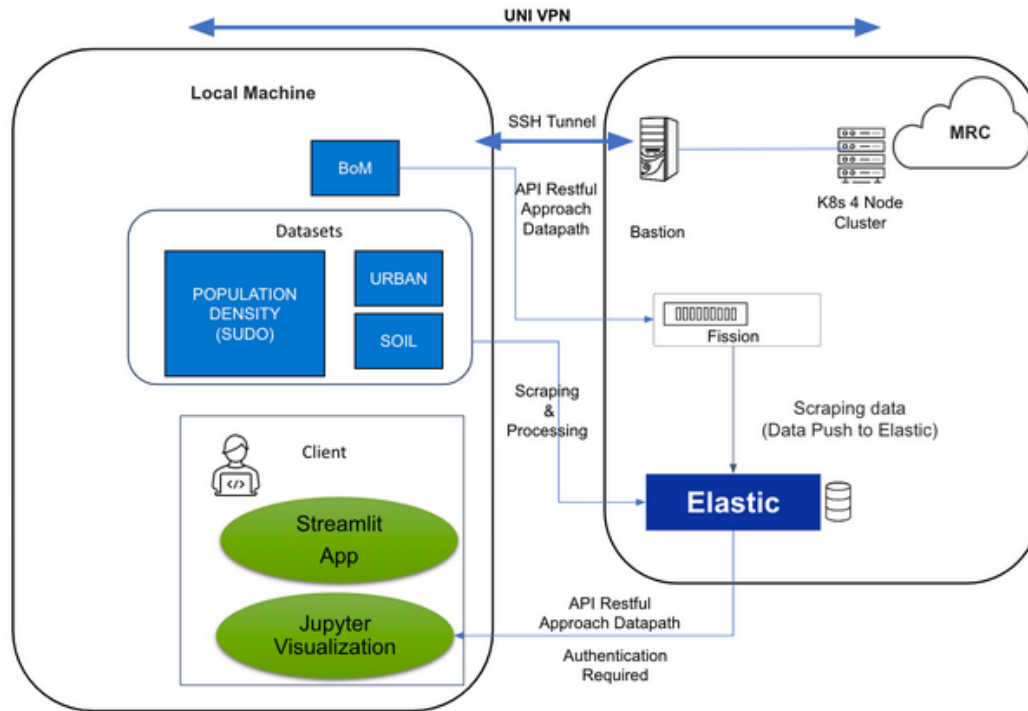 UNI VPN
Local Machine
BoM
Datasets
POPULATION
DENSITY
(SUDO)
URBAN
SOIL
Client
Streamlit
App
Jupyter
Visualization
SSH Tunnel
API Restful
Approach
Datapath
Scraping
&
Processing
Bastion
MRC
K8s 4 Node
Cluster
Fission
Scraping data
(Data Push to Elastic)
Elastic
API Restful
Approach Datapath
Authentication
Required